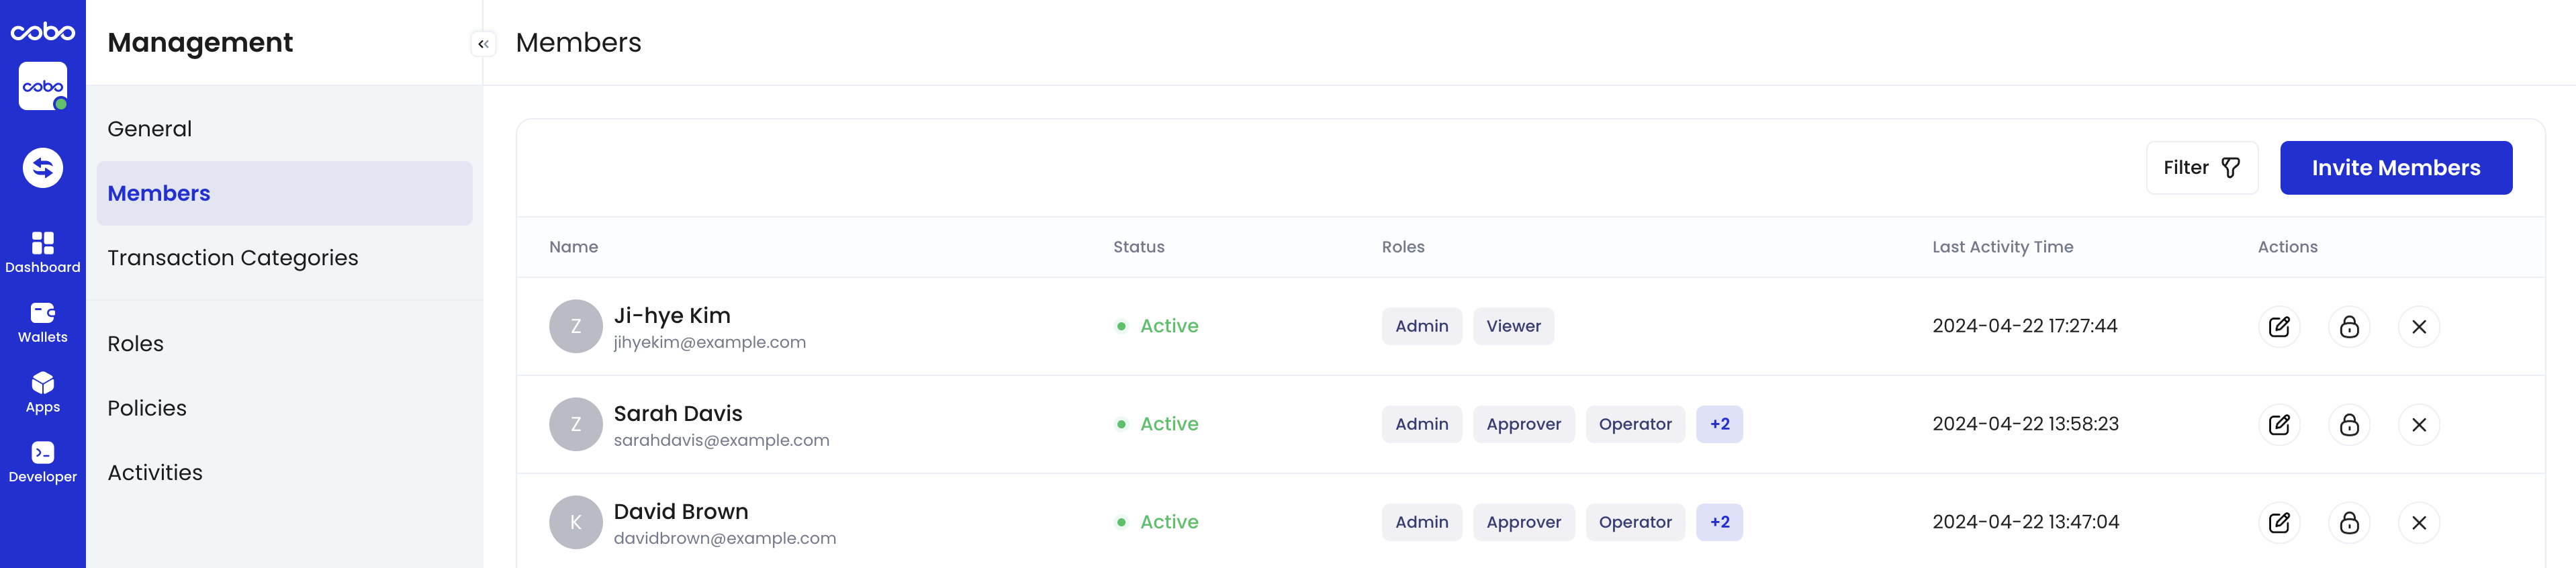 cobo
cobo
Dashboard
Wallets
Apps
Developer
Management
General
Members
Transaction Categories
Roles
Policies
Activities
Members
Filter
Invite Members
Name Status Roles Last Activity Time Actions
Z Ji-hye Kim Active Admin Viewer 2024-04-22 17:27:44
jihyekim@example.com
Z Sarah Davis Active Admin Approver Operator +2 2024-04-22 13:58:23
sarahdavis@example.com
K David Brown Active Admin Approver Operator +2 2024-04-22 13:47:04
davidbrown@example.com